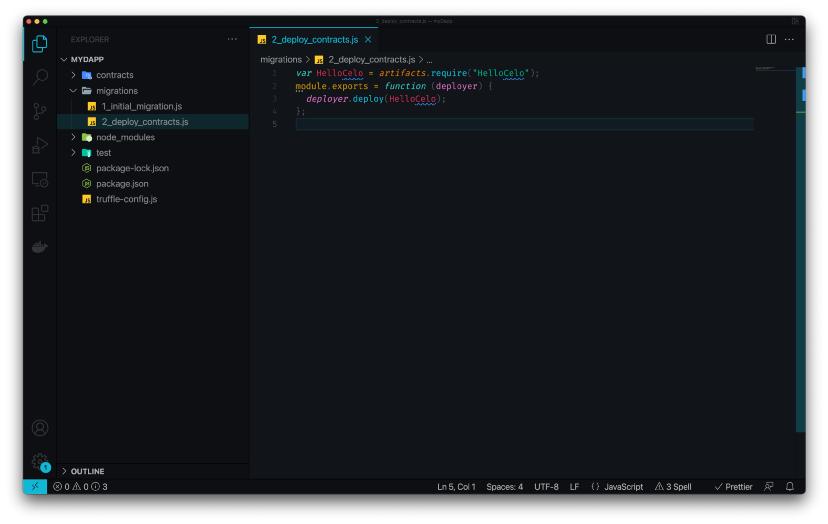 2_deploy_contracts.js — myDapp
EXPLORER
MYDAPP
contracts
migrations
1_initial_migration.js
2_deploy_contracts.js
node_modules
test
package-lock.json
package.json
truffle-config.js
OUTLINE
2_deploy_contracts.js
migrations > 2_deploy_contracts.js > ...
1 var HelloCelo = artifacts.require("HelloCelo");
2 module.exports = function (deployer) {
3 deployer.deploy(HelloCelo);
4 };
5
1
0 0 3
Ln 5, Col 1 Spaces: 4 UTF-8 LF {} JavaScript 3 Spell Prettier